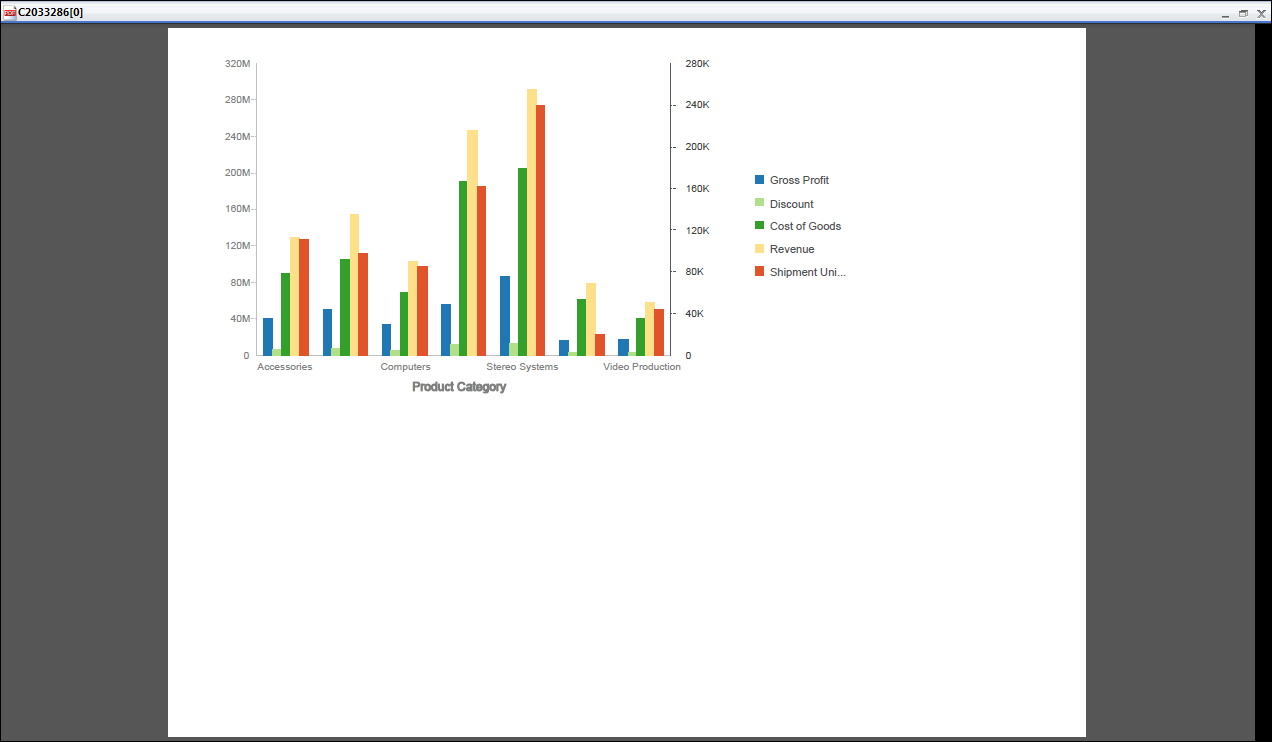 PDF C2033286[0]
320M
280M
240M
200M
160M
120M
80M
40M
0
280K
240K
200K
160K
120K
80K
40K
0
Accessories Computers Stereo Systems Video Production
Product Category
Gross Profit
Discount
Cost of Goods
Revenue
Shipment Uni...